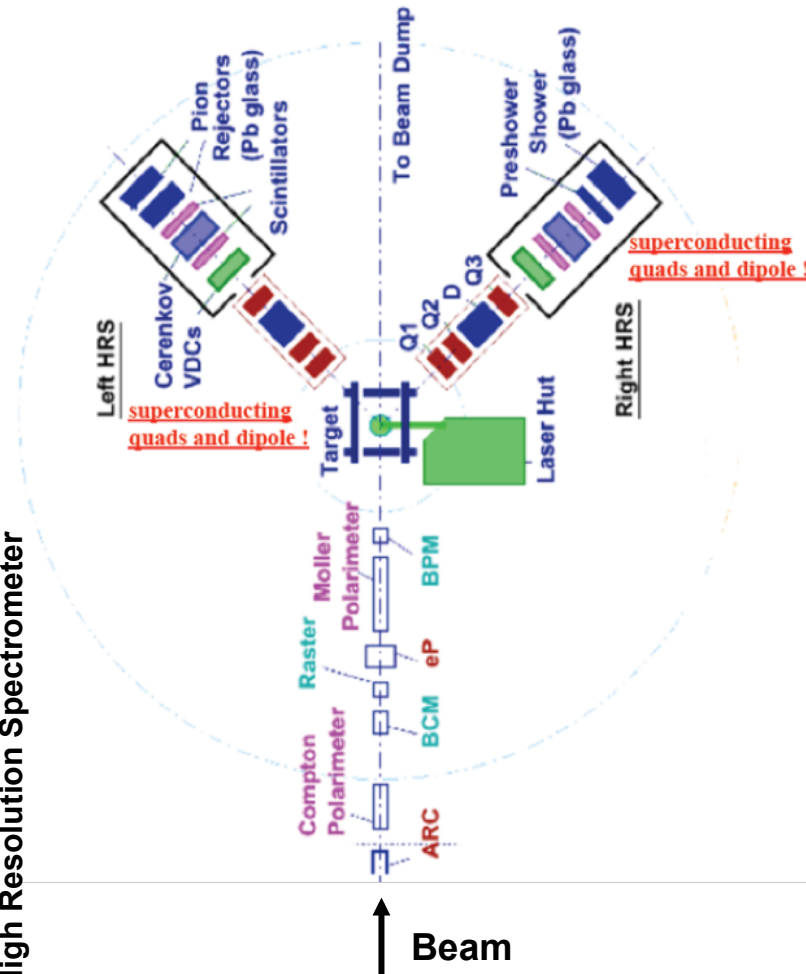 High Resolution Spectrometer
Left HRS
Cerenkov
VDCs
Pion
Rejectors
(Pb glass)
Scintillators
superconducting
quads and dipole !
To Beam Dump
Preshower
Shower
(Pb glass)
superconducting
quads and dipole !
Right HRS
Q1
Q2
D
Q3
Target
Laser Hut
Moller
Polarimeter
BPM
Raster
eP
BCM
Compton
Polarimeter
ARC
Beam